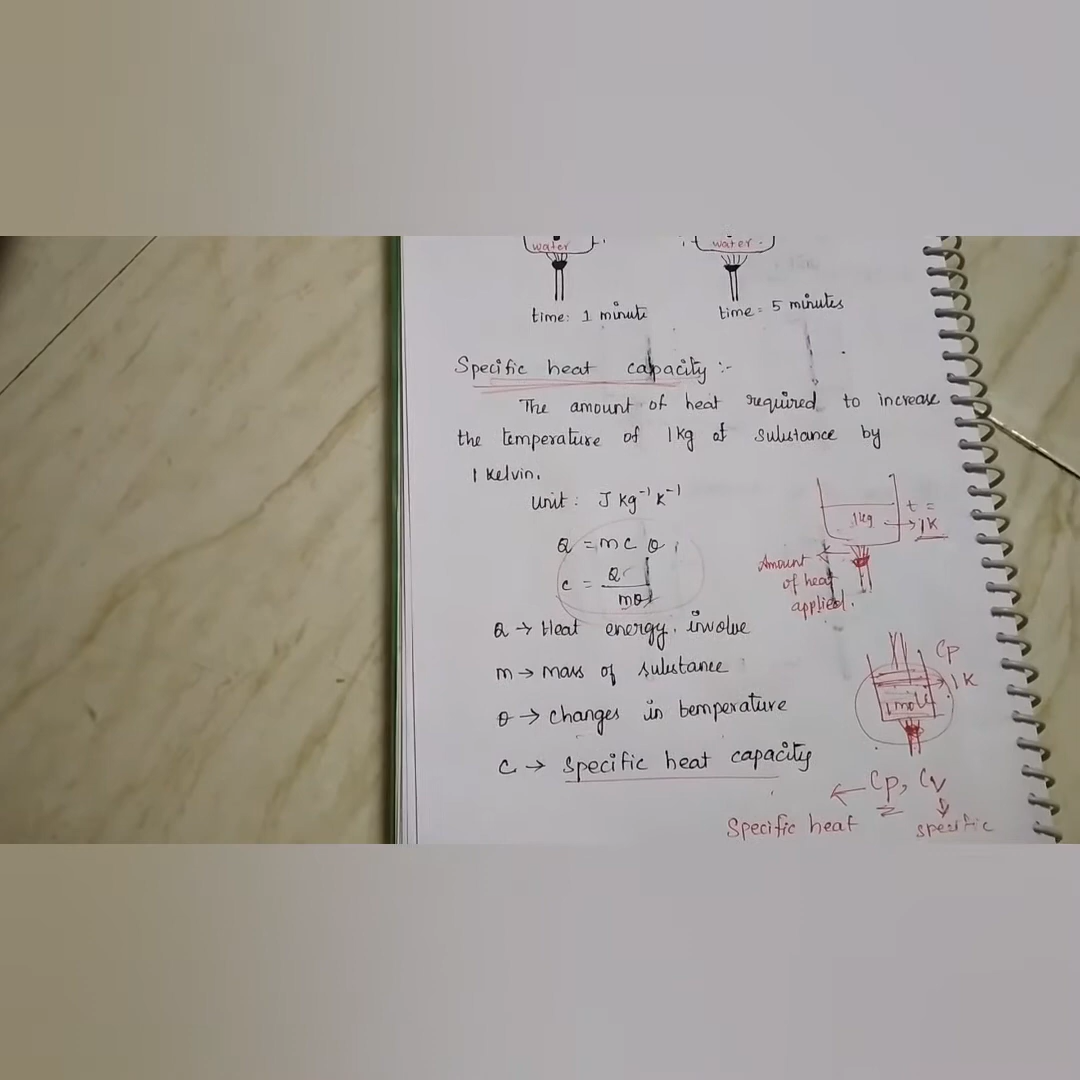 water
water
time: 1 minute
time = 5 minutes
Specific heat capacity :-
The amount of heat required to increase
the temperature of 1kg of substance by
1 kelvin.
Unit: J kg⁻¹ K⁻¹
1kg
t =
1K
Q = mc θ
c = Q / mθ
Amount
of heat
applied.
Q → Heat energy involve
m → mass of substance
θ → changes in temperature
c → Specific heat capacity
Cp
1K
1 mole
Cp, Cv
Specific heat
specific